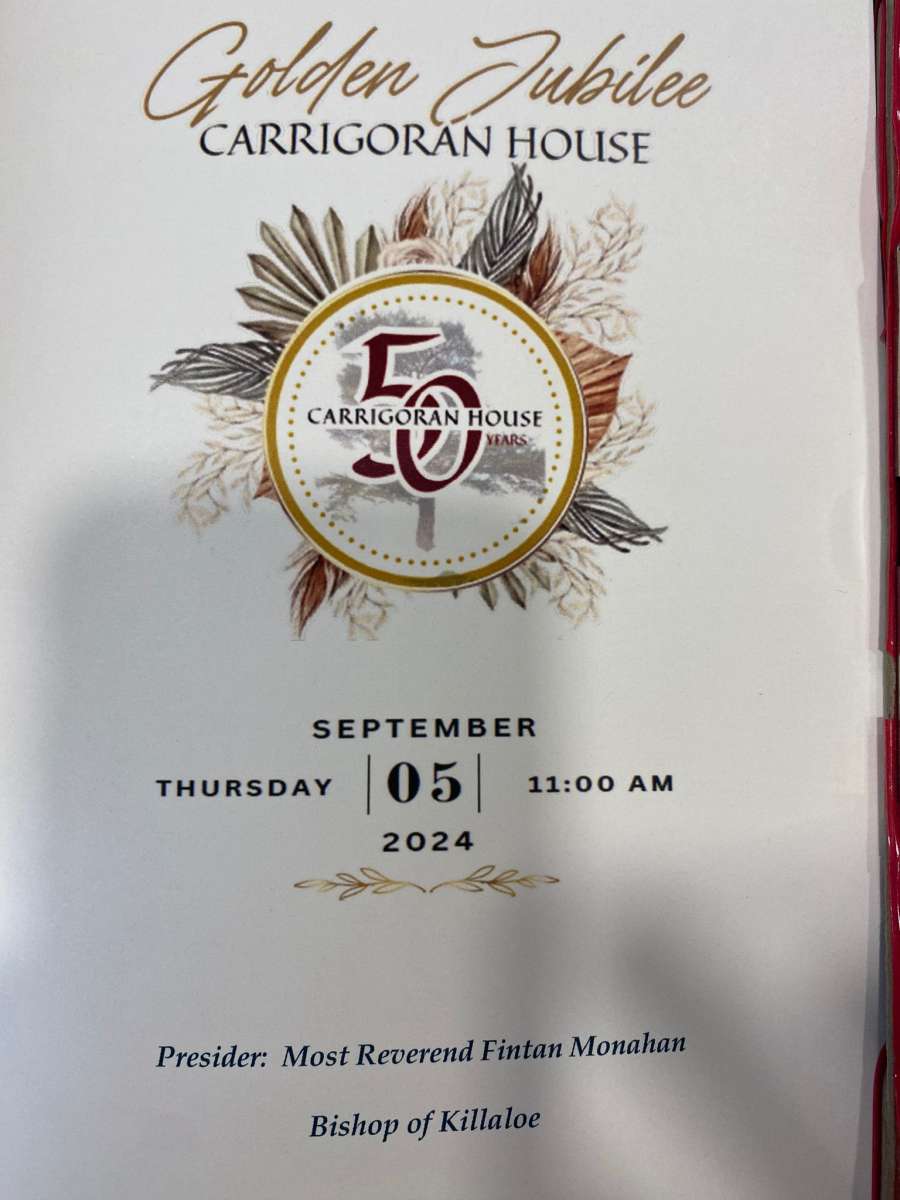 Golden Jubilee
CARRIGORAN HOUSE
50
CARRIGORAN HOUSE
YEARS
SEPTEMBER
THURSDAY 05 11:00 AM
2024
Presider: Most Reverend Fintan Monahan
Bishop of Killaloe